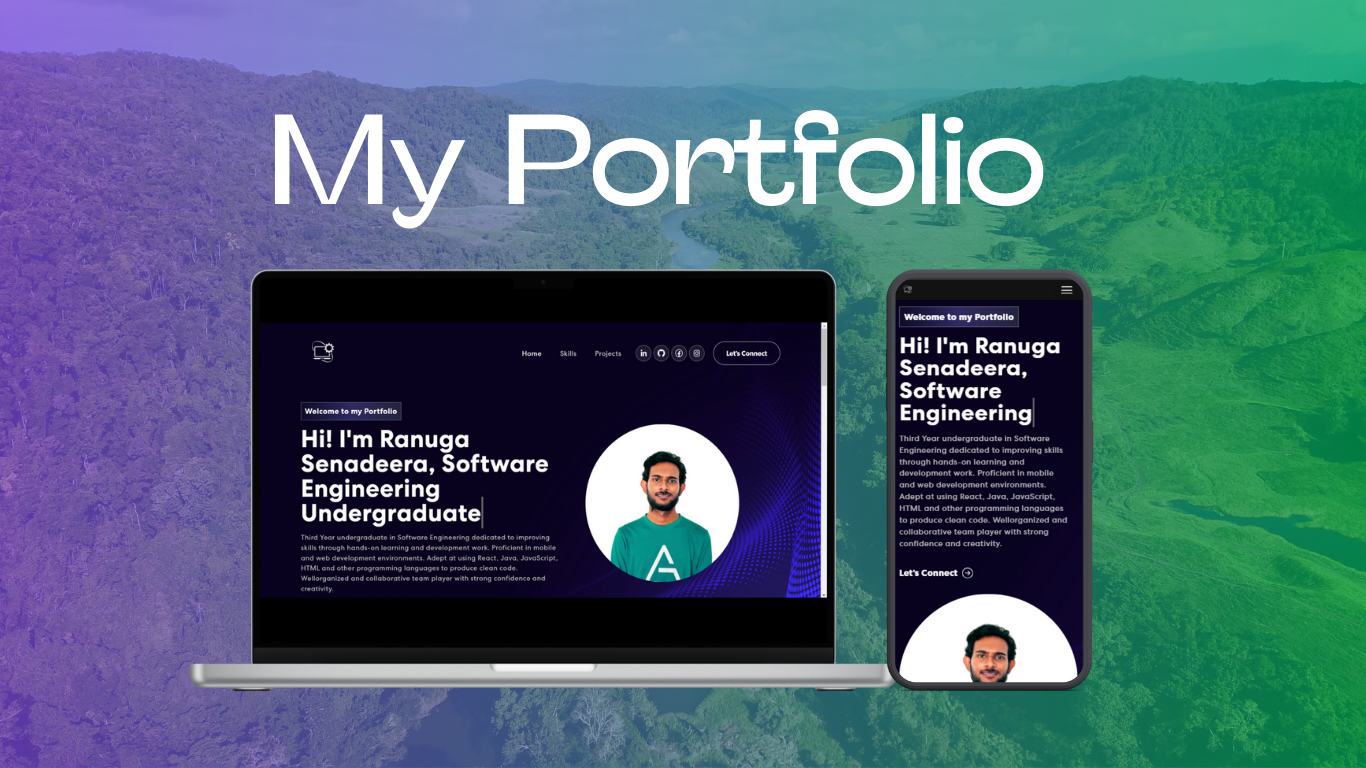 My Portfolio
Home Skills Projects Let's Connect
Welcome to my Portfolio
Hi! I'm Ranuga
Senadeera, Software
Engineering
Undergraduate
Third Year undergraduate in Software Engineering dedicated to improving
skills through hands-on learning and development work. Proficient in mobile
and web development environments. Adept at using React, Java, JavaScript,
HTML and other programming languages to produce clean code.
Wellorganized and collaborative team player with strong confidence and
creativity.
Welcome to my Portfolio
Hi! I'm Ranuga
Senadeera,
Software
Engineering
Third Year undergraduate in Software
Engineering dedicated to improving skills
through hands-on learning and
development work. Proficient in mobile
and web development environments.
Adept at using React, Java, JavaScript,
HTML and other programming languages
to produce clean code. Wellorganized and
collaborative team player with strong
confidence and creativity.
Let's Connect